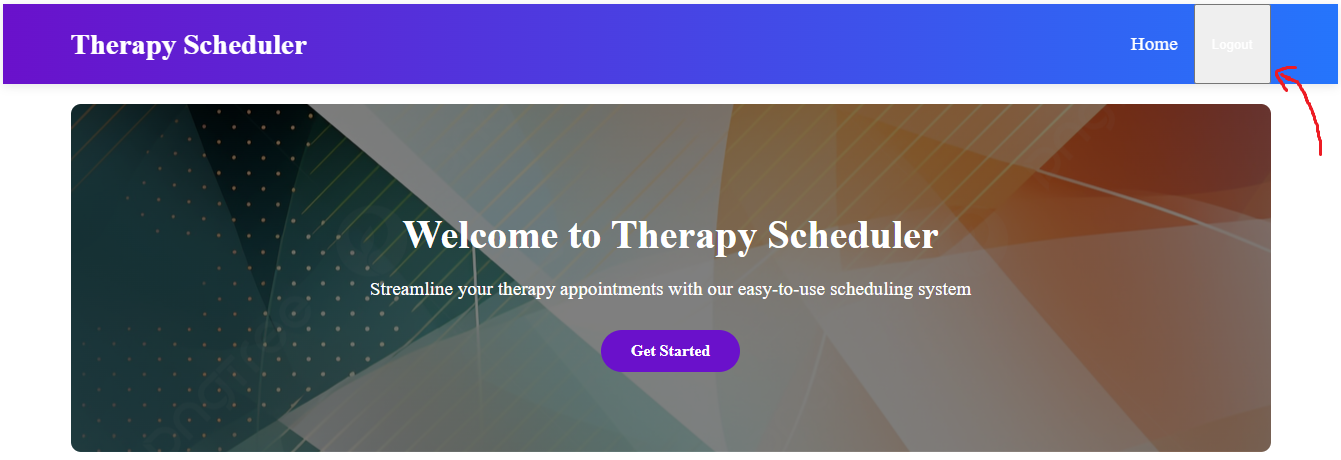 Therapy Scheduler
Home
Logout
Welcome to Therapy Scheduler
Streamline your therapy appointments with our easy-to-use scheduling system
Get Started